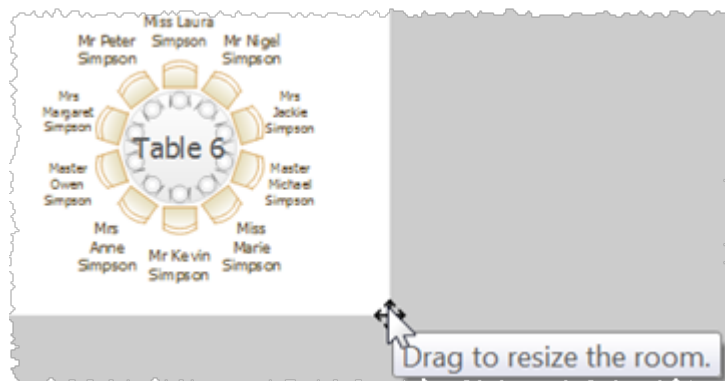 Miss Laura
Simpson
Mr Peter
Simpson
Mr Nigel
Simpson
Mrs
Margaret
Simpson
Mrs
Jackie
Simpson
Table 6
Master
Owen
Simpson
Master
Michael
Simpson
Mrs
Anne
Simpson
Mr Kevin
Simpson
Miss
Marie
Simpson
Drag to resize the room.